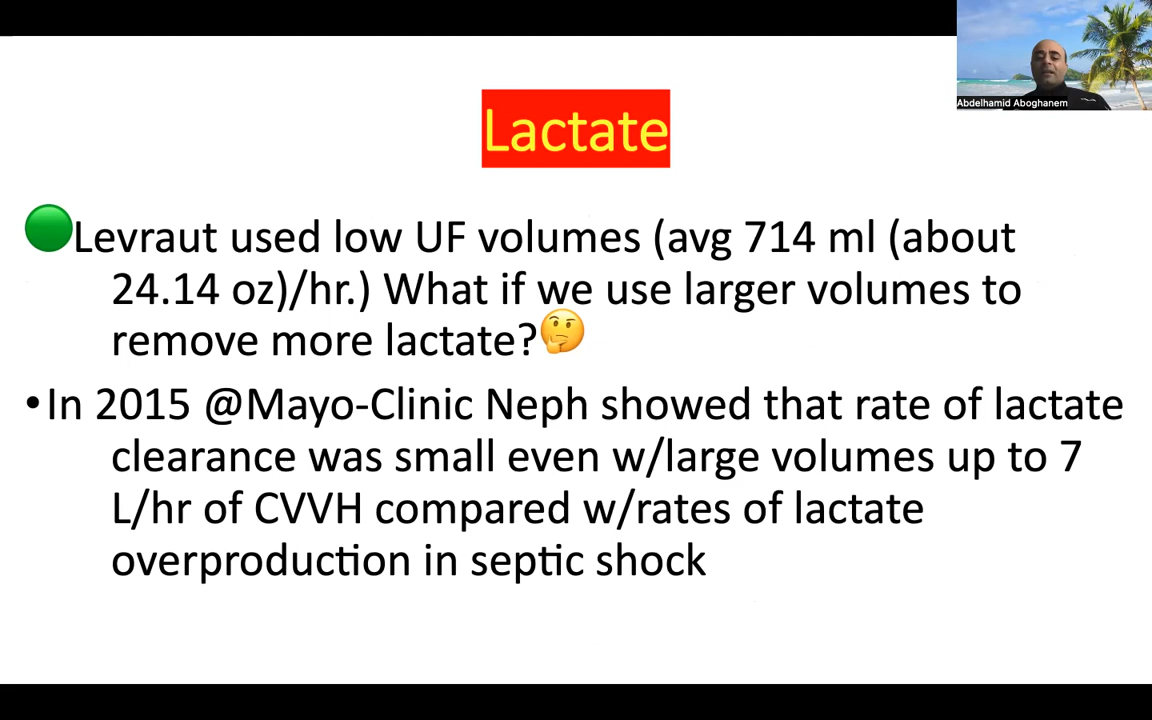 Abdelhamid Aboghanem
Lactate
🟢Levraut used low UF volumes (avg 714 ml (about
24.14 oz)/hr.) What if we use larger volumes to
remove more lactate?🤔
•In 2015 @Mayo-Clinic Neph showed that rate of lactate
clearance was small even w/large volumes up to 7
L/hr of CVVH compared w/rates of lactate
overproduction in septic shock